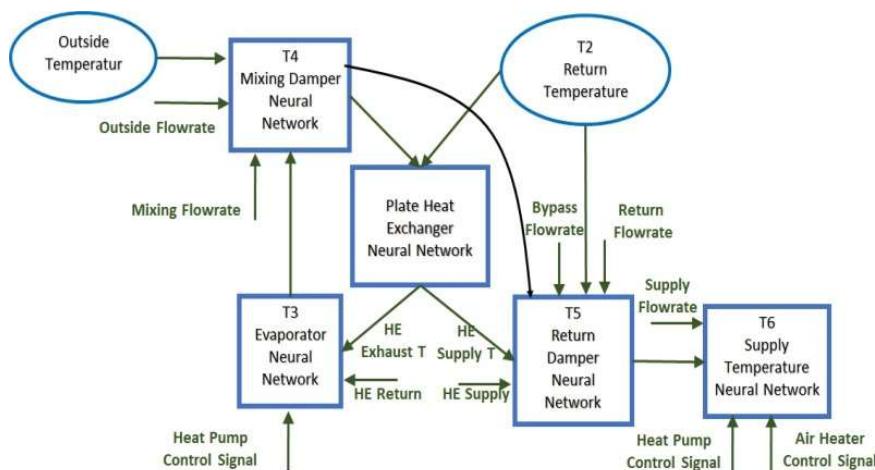 Outside
Temperatur
T4
Mixing Damper
Neural
Network
T2
Return
Temperature
Outside Flowrate
Mixing Flowrate
Plate Heat
Exchanger
Neural Network
Bypass
Flowrate
Return
Flowrate
Supply
Flowrate
T3
Evaporator
Neural
Network
HE
Exhaust T
HE
Supply T
T5
Return
Damper
Neural
Network
T6
Supply
Temperature
Neural Network
HE Return
HE Supply
Heat Pump
Control Signal
Heat Pump
Control Signal
Air Heater
Control Signal